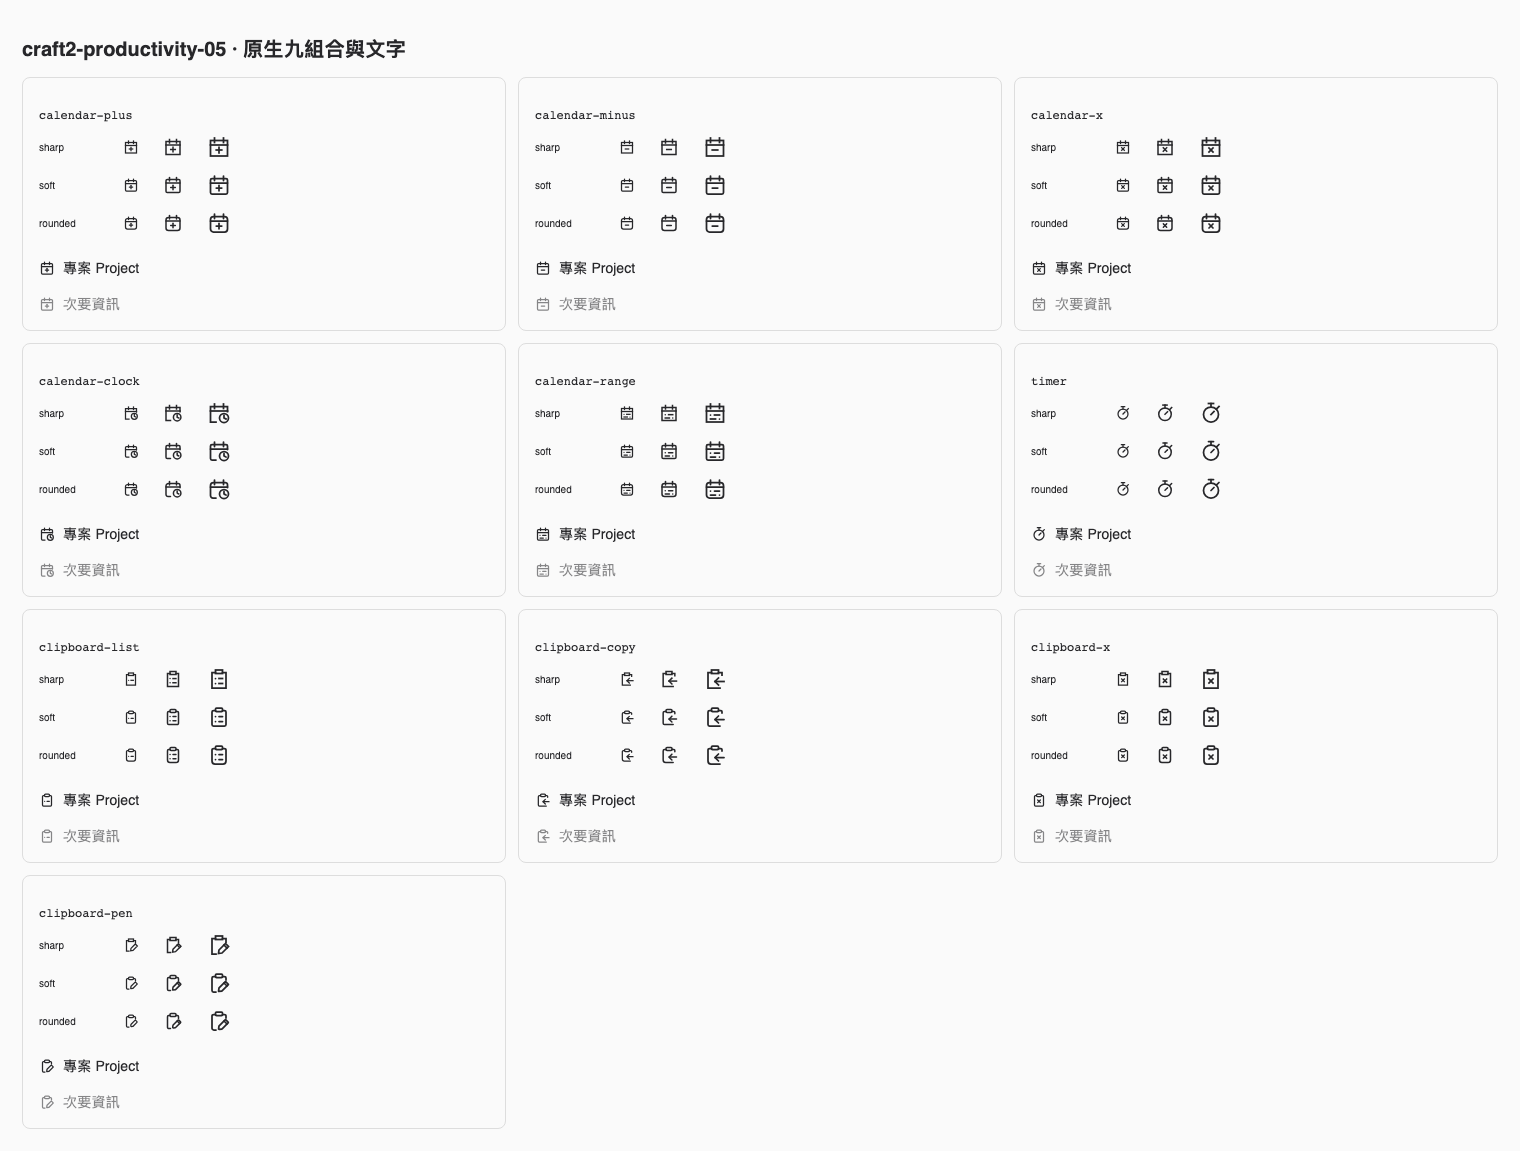 craft2-productivity-05 · 原生九組合與文字
calendar-plus
sharp
soft
rounded
專案 Project
次要資訊
calendar-minus
sharp
soft
rounded
專案 Project
次要資訊
calendar-x
sharp
soft
rounded
專案 Project
次要資訊
calendar-clock
sharp
soft
rounded
專案 Project
次要資訊
calendar-range
sharp
soft
rounded
專案 Project
次要資訊
timer
sharp
soft
rounded
專案 Project
次要資訊
clipboard-list
sharp
soft
rounded
專案 Project
次要資訊
clipboard-copy
sharp
soft
rounded
專案 Project
次要資訊
clipboard-x
sharp
soft
rounded
專案 Project
次要資訊
clipboard-pen
sharp
soft
rounded
專案 Project
次要資訊